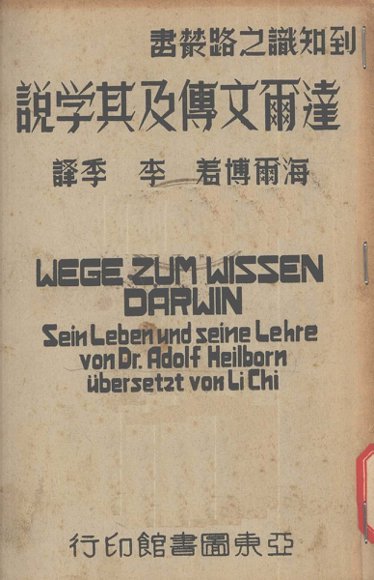 到知識之路叢書
達爾文傳及其学説
海爾博著 李季譯
WEGE ZUM WISSEN
DARWIN
Sein Leben und seine Lehre
von Dr. Adolf Heilborn
übersetzt von Li Chi
亞東圖書館印行